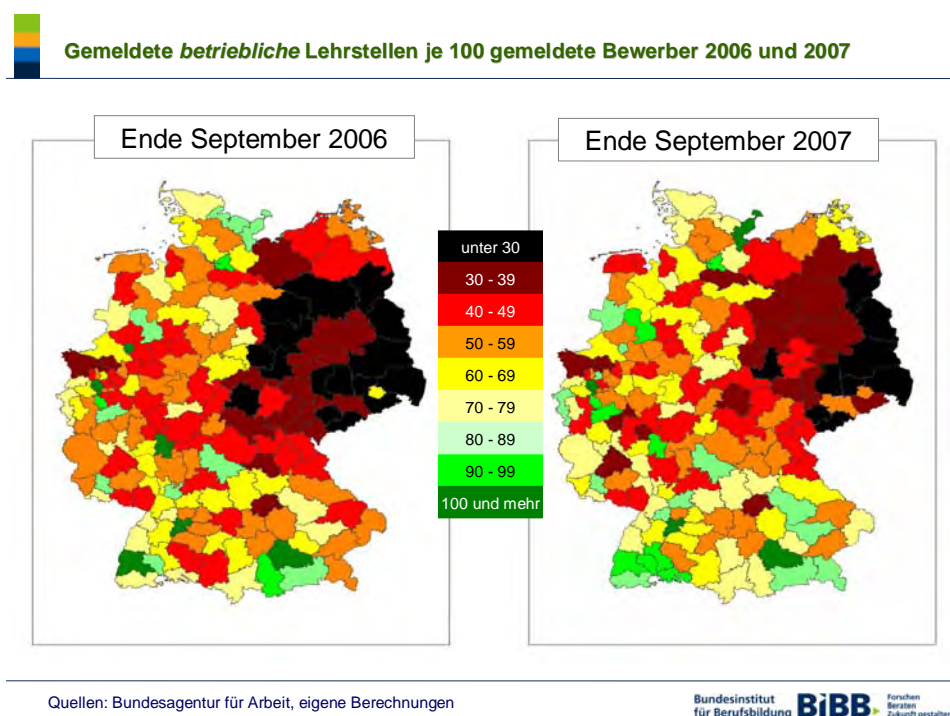 Gemeldete betriebliche Lehrstellen je 100 gemeldete Bewerber 2006 und 2007
Ende September 2006
Ende September 2007
unter 30
30 - 39
40 - 49
50 - 59
60 - 69
70 - 79
80 - 89
90 - 99
100 und mehr
Quellen: Bundesagentur für Arbeit, eigene Berechnungen
Bundesinstitut
für Berufsbildung
BiBB
Forschen
Beraten
Zukunft gestalten